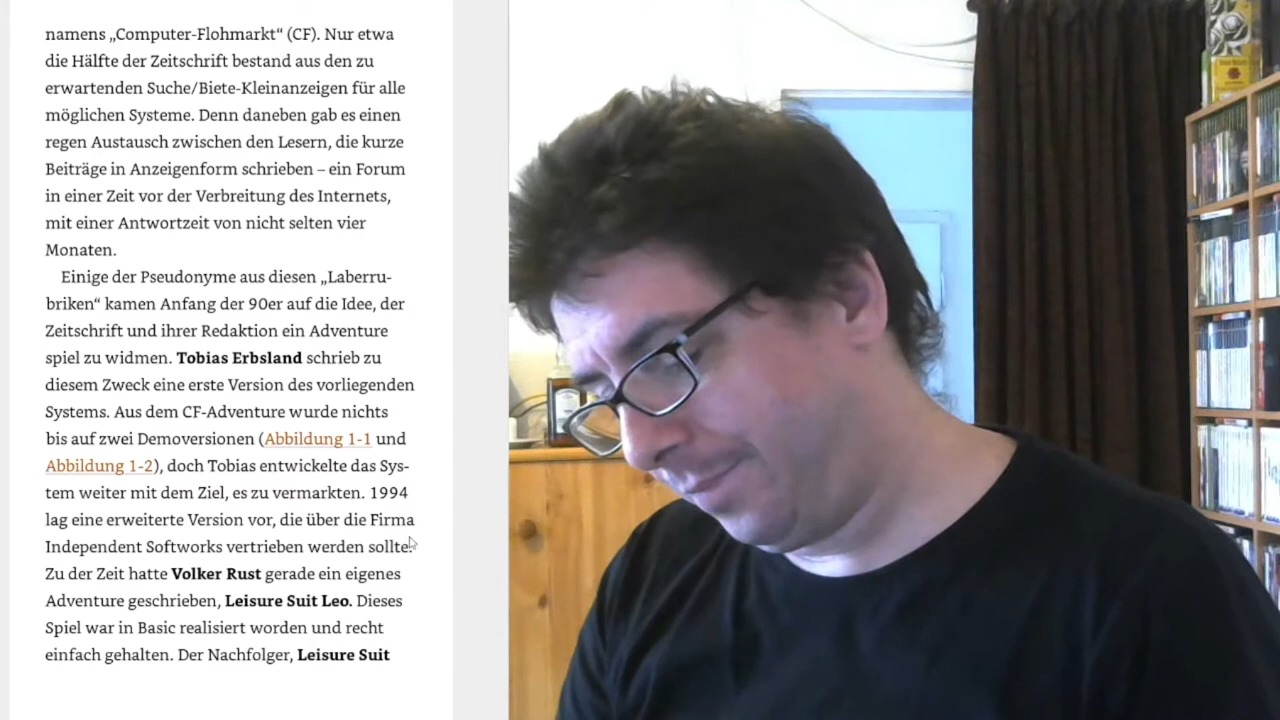 namens „Computer-Flohmarkt“ (CF). Nur etwa
die Hälfte der Zeitschrift bestand aus den zu
erwartenden Suche/Biete-Kleinanzeigen für alle
möglichen Systeme. Denn daneben gab es einen
regen Austausch zwischen den Lesern, die kurze
Beiträge in Anzeigenform schrieben – ein Forum
in einer Zeit vor der Verbreitung des Internets,
mit einer Antwortzeit von nicht selten vier
Monaten.
Einige der Pseudonyme aus diesen „Laberru-
briken“ kamen Anfang der 90er auf die Idee, der
Zeitschrift und ihrer Redaktion ein Adventure
spiel zu widmen. Tobias Erbsland schrieb zu
diesem Zweck eine erste Version des vorliegenden
Systems. Aus dem CF-Adventure wurde nichts
bis auf zwei Demoversionen (Abbildung 1-1 und
Abbildung 1-2), doch Tobias entwickelte das Sys-
tem weiter mit dem Ziel, es zu vermarkten. 1994
lag eine erweiterte Version vor, die über die Firma
Independent Softworks vertrieben werden sollte.
Zu der Zeit hatte Volker Rust gerade ein eigenes
Adventure geschrieben, Leisure Suit Leo. Dieses
Spiel war in Basic realisiert worden und recht
einfach gehalten. Der Nachfolger, Leisure Suit